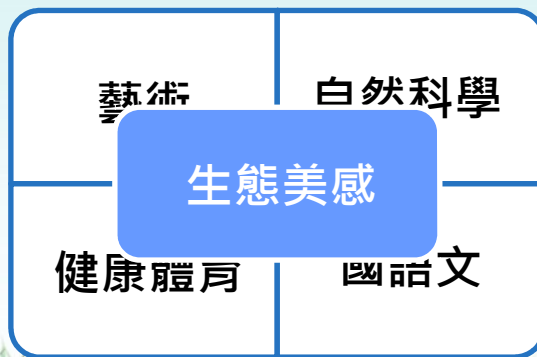 藝術
自然科學
生態美感
健康體育
國語文